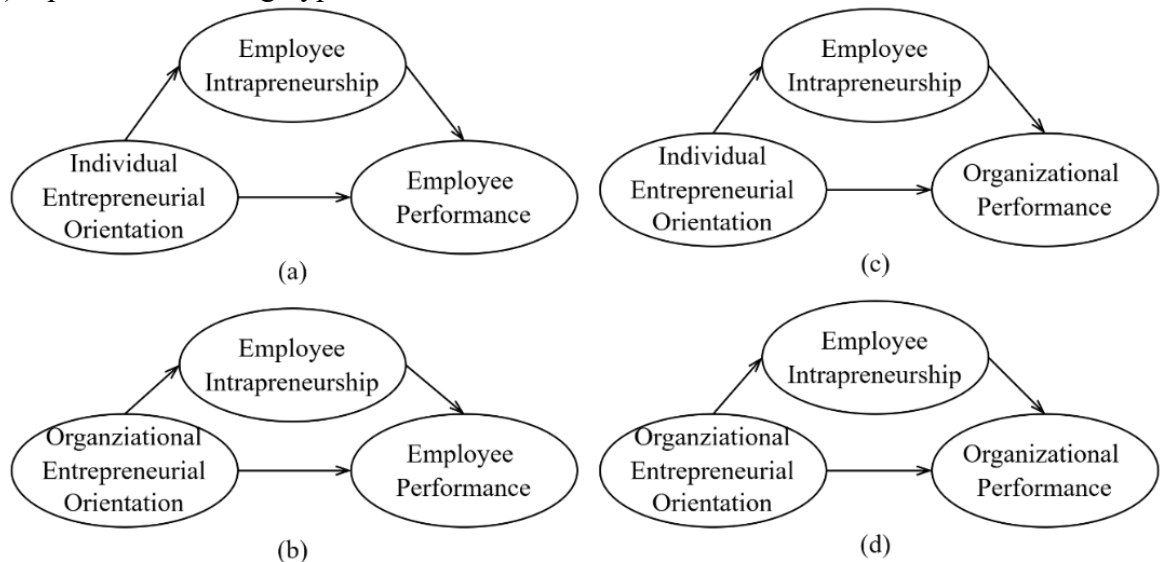 Employee
Intrapreneurship
Individual
Entrepreneurial
Orientation
Employee
Performance
(a)
Employee
Intrapreneurship
Individual
Entrepreneurial
Orientation
Organizational
Performance
(c)
Employee
Intrapreneurship
Organziational
Entrepreneurial
Orientation
Employee
Performance
(b)
Employee
Intrapreneurship
Organziational
Entrepreneurial
Orientation
Organizational
Performance
(d)